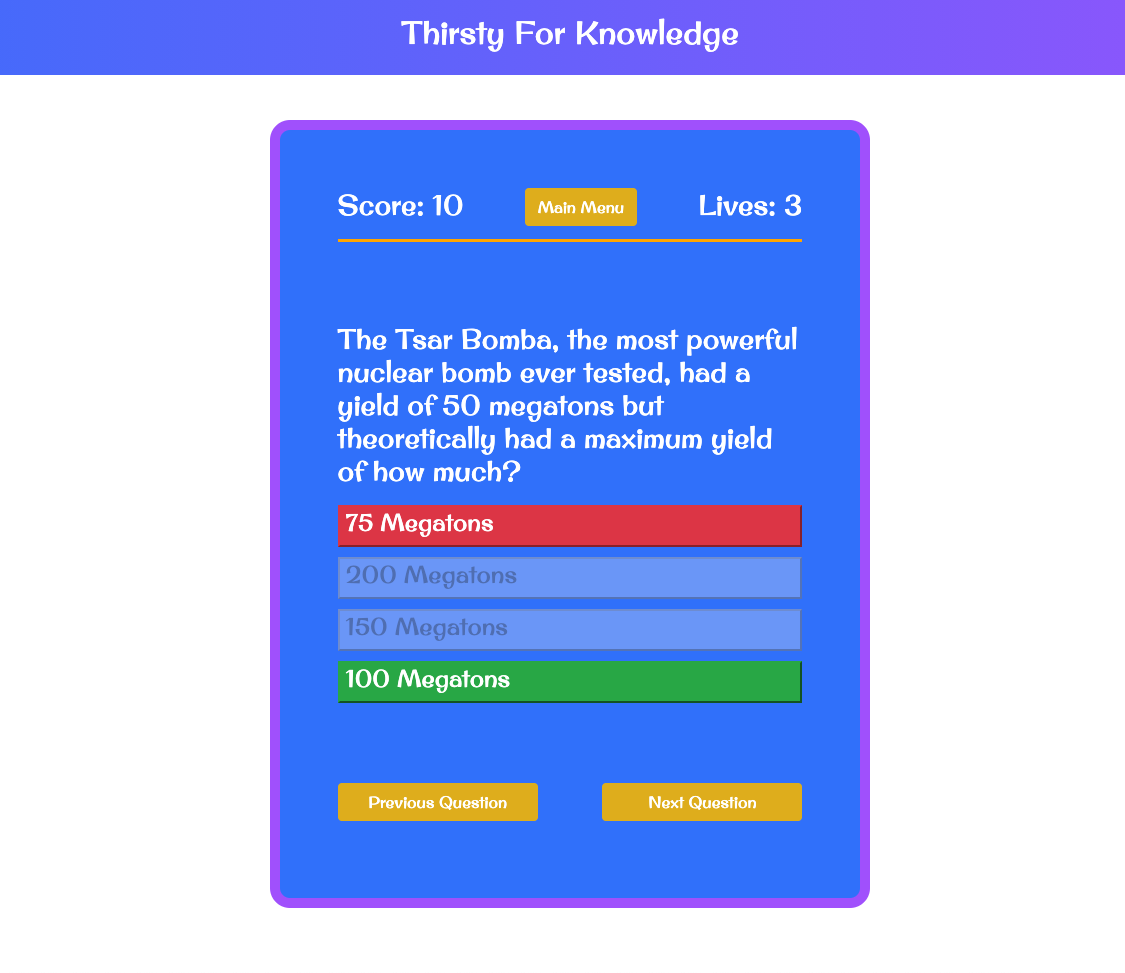 Thirsty For Knowledge
Score: 10
Main Menu
Lives: 3
The Tsar Bomba, the most powerful
nuclear bomb ever tested, had a
yield of 50 megatons but
theoretically had a maximum yield
of how much?
75 Megatons
200 Megatons
150 Megatons
100 Megatons
Previous Question
Next Question